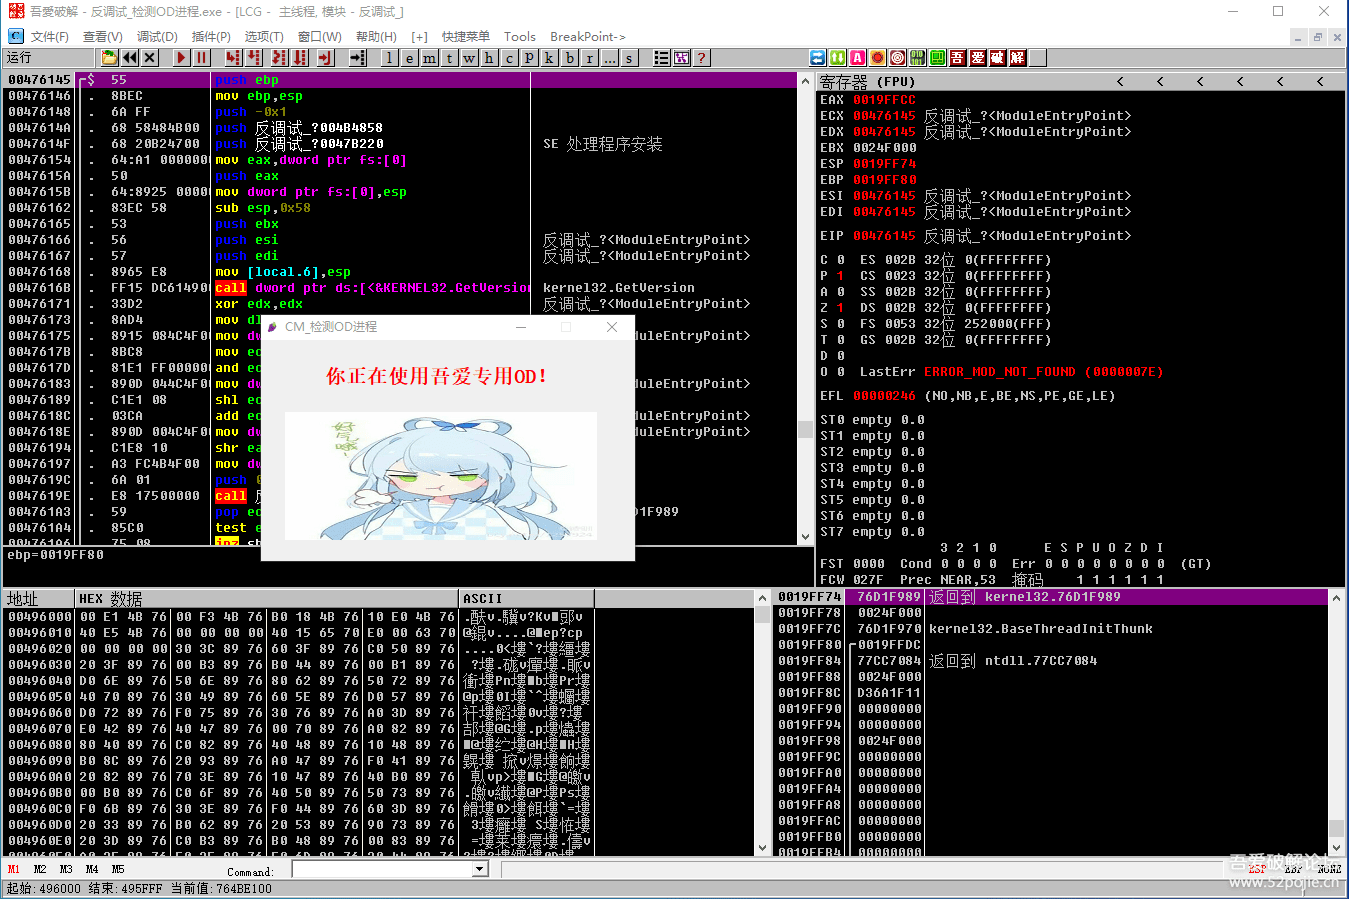 吾爱破解 - 反调试_检测OD进程.exe - [LCG - 主线程, 模块 - 反调试_]
文件(F) 查看(V) 调试(D) 插件(P) 选项(T) 窗口(W) 帮助(H) [+] 快捷菜单 Tools BreakPoint->
运行 l e m t w h c p k b r ... s ? 吾 爱 破 解
00476145 $ 55 push ebp
00476146 . 8BEC mov ebp,esp
00476148 . 6A FF push -0x1
0047614A . 68 58484B00 push 反调试_?004B4858
0047614F . 68 20B24700 push 反调试_?0047B220 SE 处理程序安装
00476154 . 64:A1 0000000 mov eax,dword ptr fs:[0]
0047615A . 50 push eax
0047615B . 64:8925 00000 mov dword ptr fs:[0],esp
00476162 . 83EC 58 sub esp,0x58
00476165 . 53 push ebx
00476166 . 56 push esi 反调试_?<ModuleEntryPoint>
00476167 . 57 push edi 反调试_?<ModuleEntryPoint>
00476168 . 8965 E8 mov [local.6],esp
0047616B . FF15 DC614900 call dword ptr ds:[<&KERNEL32.GetVersion kernel32.GetVersion
00476171 . 33D2 xor edx,edx 反调试_?<ModuleEntryPoint>
00476173 . 8AD4 mov dl
00476175 . 8915 084C4F0 mov dw duleEntryPoint>
0047617B . 8BC8 mov ec
0047617D . 81E1 FF00000 and ec
00476183 . 890D 044C4F0 mov dw duleEntryPoint>
00476189 . C1E1 08 shl ec
0047618C . 03CA add ec duleEntryPoint>
0047618E . 890D 004C4F0 mov dw duleEntryPoint>
00476194 . C1E8 10 shr ea
00476197 . A3 FC4B4F00 mov dw
0047619C . 6A 01 push
0047619E . E8 17500000 call
004761A3 . 59 pop ec D1F989
004761A4 . 85C0 test e
004761A6 . 75 08 jnz sh
ebp=0019FF80
CM_检测OD进程
你正在使用吾爱专用OD!
好气哦
寄存器 (FPU) < < < < < <
EAX 0019FFCC
ECX 00476145 反调试_?<ModuleEntryPoint>
EDX 00476145 反调试_?<ModuleEntryPoint>
EBX 0024F000
ESP 0019FF74
EBP 0019FF80
ESI 00476145 反调试_?<ModuleEntryPoint>
EDI 00476145 反调试_?<ModuleEntryPoint>
EIP 00476145 反调试_?<ModuleEntryPoint>
C 0 ES 002B 32位 0(FFFFFFFF)
P 1 CS 0023 32位 0(FFFFFFFF)
A 0 SS 002B 32位 0(FFFFFFFF)
Z 1 DS 002B 32位 0(FFFFFFFF)
S 0 FS 0053 32位 252000(FFF)
T 0 GS 002B 32位 0(FFFFFFFF)
D 0
O 0 LastErr ERROR_MOD_NOT_FOUND (0000007E)
EFL 00000246 (NO,NB,E,BE,NS,PE,GE,LE)
ST0 empty 0.0
ST1 empty 0.0
ST2 empty 0.0
ST3 empty 0.0
ST4 empty 0.0
ST5 empty 0.0
ST6 empty 0.0
ST7 empty 0.0
3 2 1 0 E S P U O Z D I
FST 0000 Cond 0 0 0 0 Err 0 0 0 0 0 0 0 0 (GT)
FCW 027F Prec NEAR,53 掩码 1 1 1 1 1 1
地址 HEX 数据 ASCII
00496000 00 E1 4B 76 00 F3 4B 76 B0 18 4B 76 10 E0 4B 76
00496010 40 E5 4B 76 00 00 00 00 40 15 65 70 E0 00 63 70
00496020 00 00 00 00 30 3C 89 76 60 3F 89 76 C0 50 89 76
00496030 20 3F 89 76 00 B3 89 76 B0 44 89 76 00 B1 89 76
00496040 D0 6E 89 76 50 6E 89 76 80 62 89 76 50 72 89 76
00496050 40 70 89 76 30 49 89 76 60 5E 89 76 D0 57 89 76
00496060 D0 72 89 76 F0 75 89 76 30 76 89 76 A0 3D 89 76
00496070 E0 42 89 76 40 47 89 76 00 70 89 76 A0 82 89 76
00496080 80 40 89 76 C0 82 89 76 40 48 89 76 10 48 89 76
00496090 B0 8C 89 76 20 93 89 76 A0 47 89 76 F0 41 89 76
004960A0 20 82 89 76 70 3E 89 76 10 47 89 76 40 B0 89 76
004960B0 00 B0 89 76 C0 6F 89 76 40 50 89 76 50 73 89 76
004960C0 F0 6B 89 76 30 3E 89 76 F0 44 89 76 60 3D 89 76
004960D0 20 33 89 76 B0 62 89 76 20 53 89 76 90 73 89 76
004960E0 20 3D 89 76 C0 B3 89 76 B0 48 89 76 00 83 89 76
0019FF74 76D1F989 返回到 kernel32.76D1F989
0019FF78 0024F000
0019FF7C 76D1F970 kernel32.BaseThreadInitThunk
0019FF80 0019FFDC
0019FF84 77CC7084 返回到 ntdll.77CC7084
0019FF88 0024F000
0019FF8C D36A1F11
0019FF90 00000000
0019FF94 00000000
0019FF98 0024F000
0019FF9C 00000000
0019FFA0 00000000
0019FFA4 00000000
0019FFA8 00000000
0019FFAC 00000000
0019FFB0 00000000
0019FFB4 00000000
M1 M2 M3 M4 M5 Command: ESP EBP NONE
起始:496000 结束:495FFF 当前值:764BE100
吾爱破解论坛
www.52pojie.cn